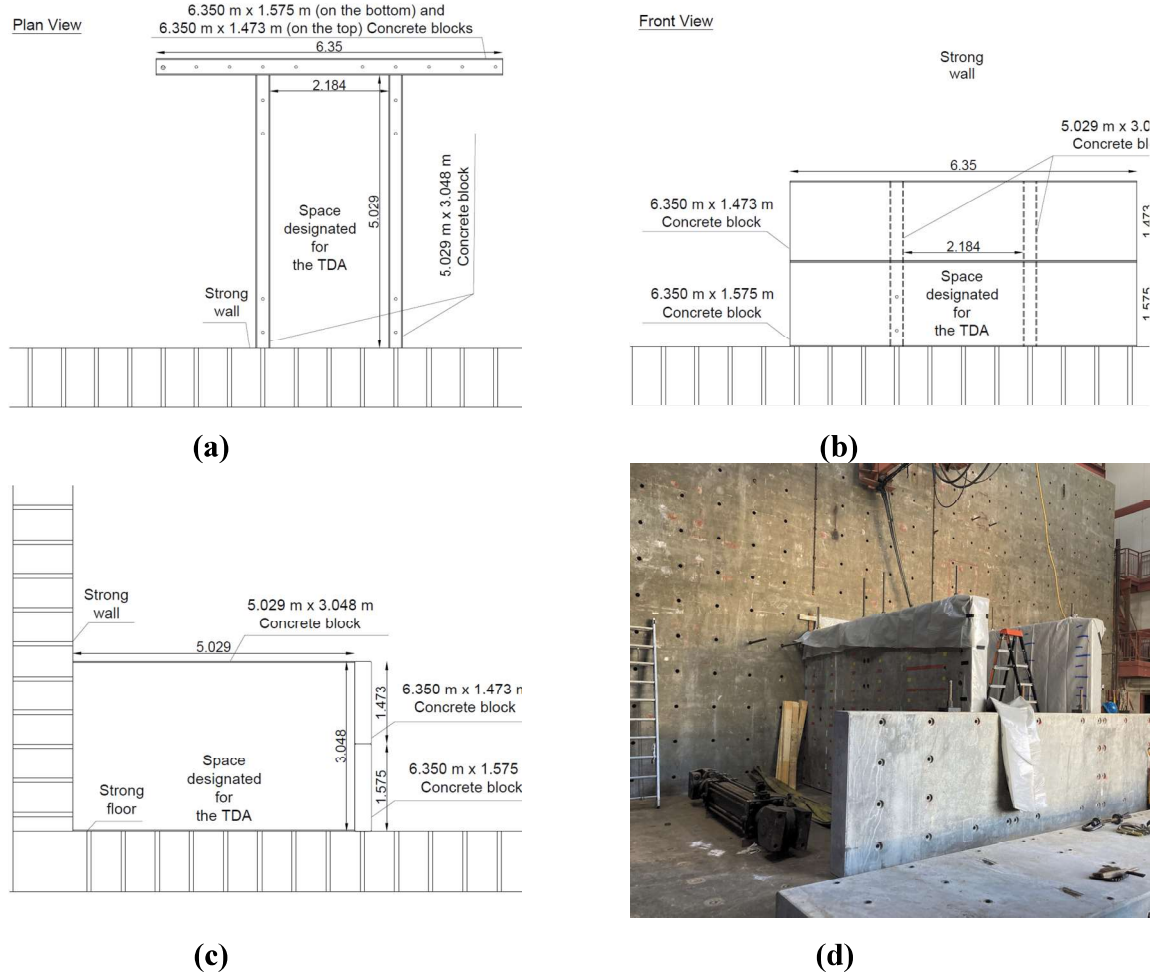 Plan View
6.350 m x 1.575 m (on the bottom) and
6.350 m x 1.473 m (on the top) Concrete blocks
6.35
2.184
5.029
5.029 m x 3.048 m
Concrete block
Space
designated
for
the TDA
Strong
wall
(a)
Front View
Strong
wall
5.029 m x 3.0
Concrete bl
6.35
6.350 m x 1.473 m
Concrete block
1.473
2.184
6.350 m x 1.575 m
Concrete block
Space
designated
for
the TDA
1.575
(b)
Strong
wall
5.029 m x 3.048 m
Concrete block
5.029
6.350 m x 1.473 m
Concrete block
1.473
3.048
Space
designated
for
the TDA
Strong
floor
6.350 m x 1.575
Concrete block
1.575
(c)
(d)